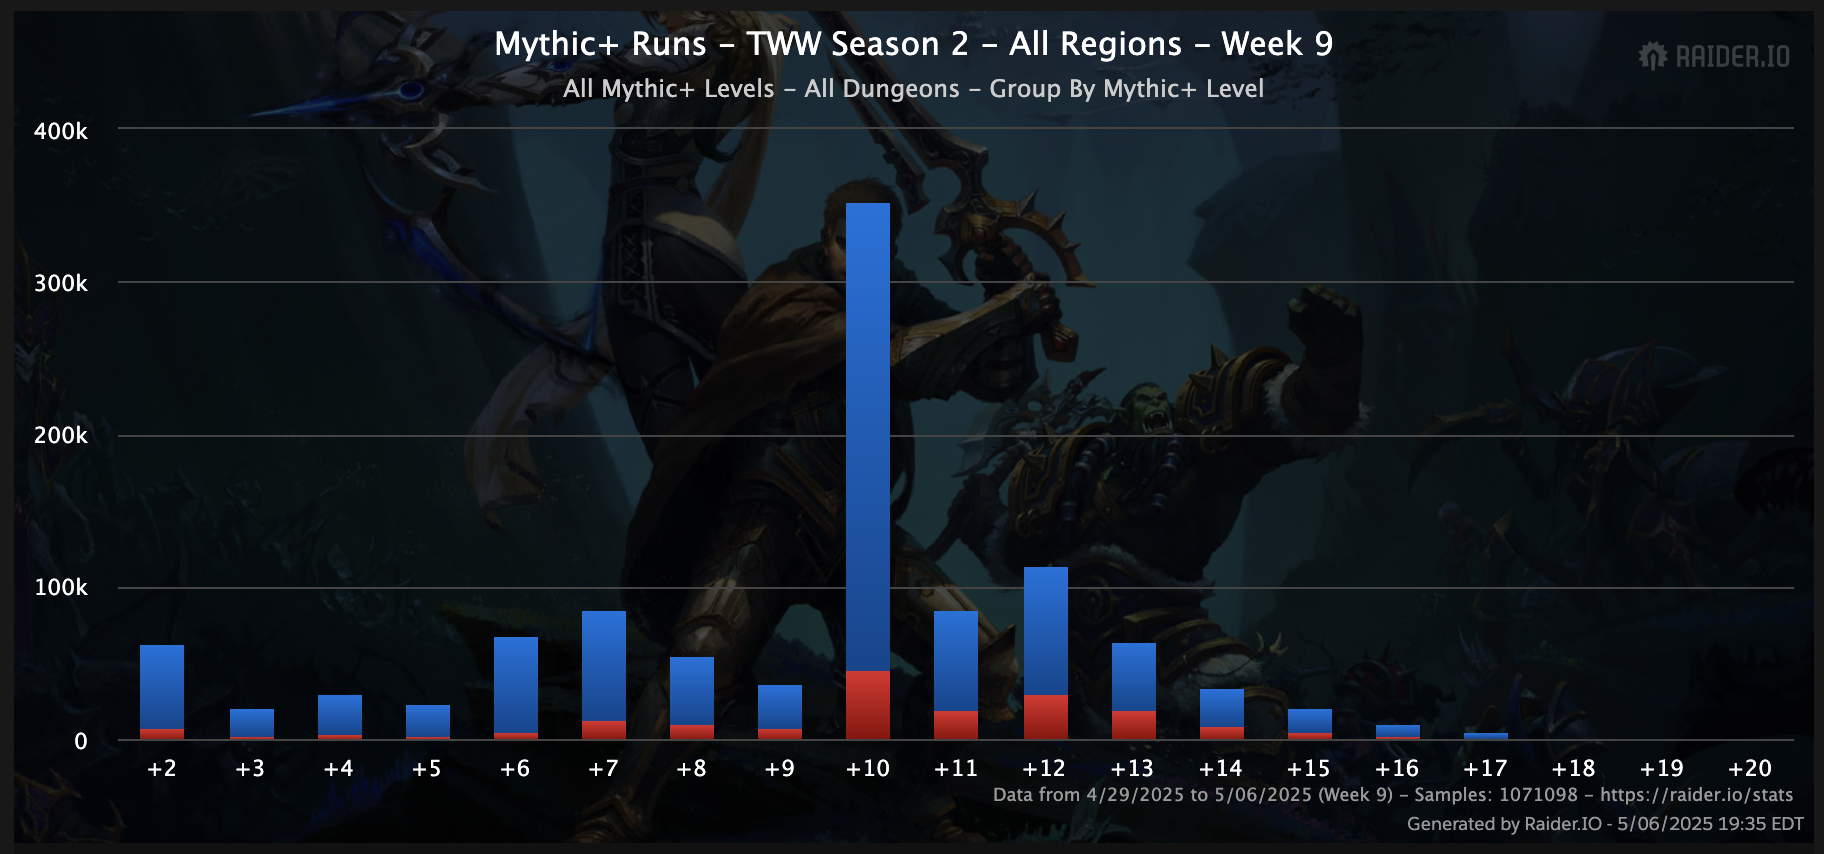 Mythic+ Runs – TWW Season 2 – All Regions – Week 9
RAIDER.IO
All Mythic+ Levels – All Dungeons – Group By Mythic+ Level
400k
300k
200k
100k
0
+2 +3 +4 +5 +6 +7 +8 +9 +10 +11 +12 +13 +14 +15 +16 +17 +18 +19 +20
Data from 4/29/2025 to 5/06/2025 (Week 9) – Samples: 1071098 – https://raider.io/stats
Generated by Raider.IO - 5/06/2025 19:35 EDT